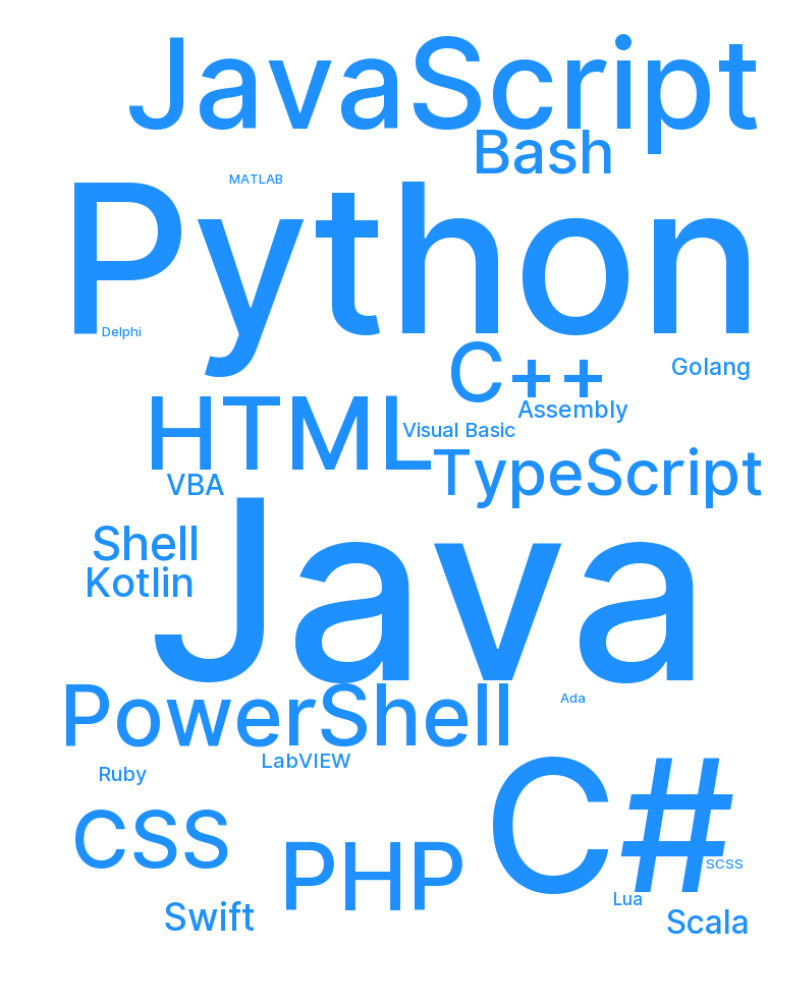 JavaScript
Bash
MATLAB
Python
Delphi
C++
Golang
Assembly
HTML
Visual Basic
TypeScript
VBA
Java
Shell
Kotlin
PowerShell
Ada
LabVIEW
Ruby
C#
CSS
PHP
scss
Lua
Swift
Scala